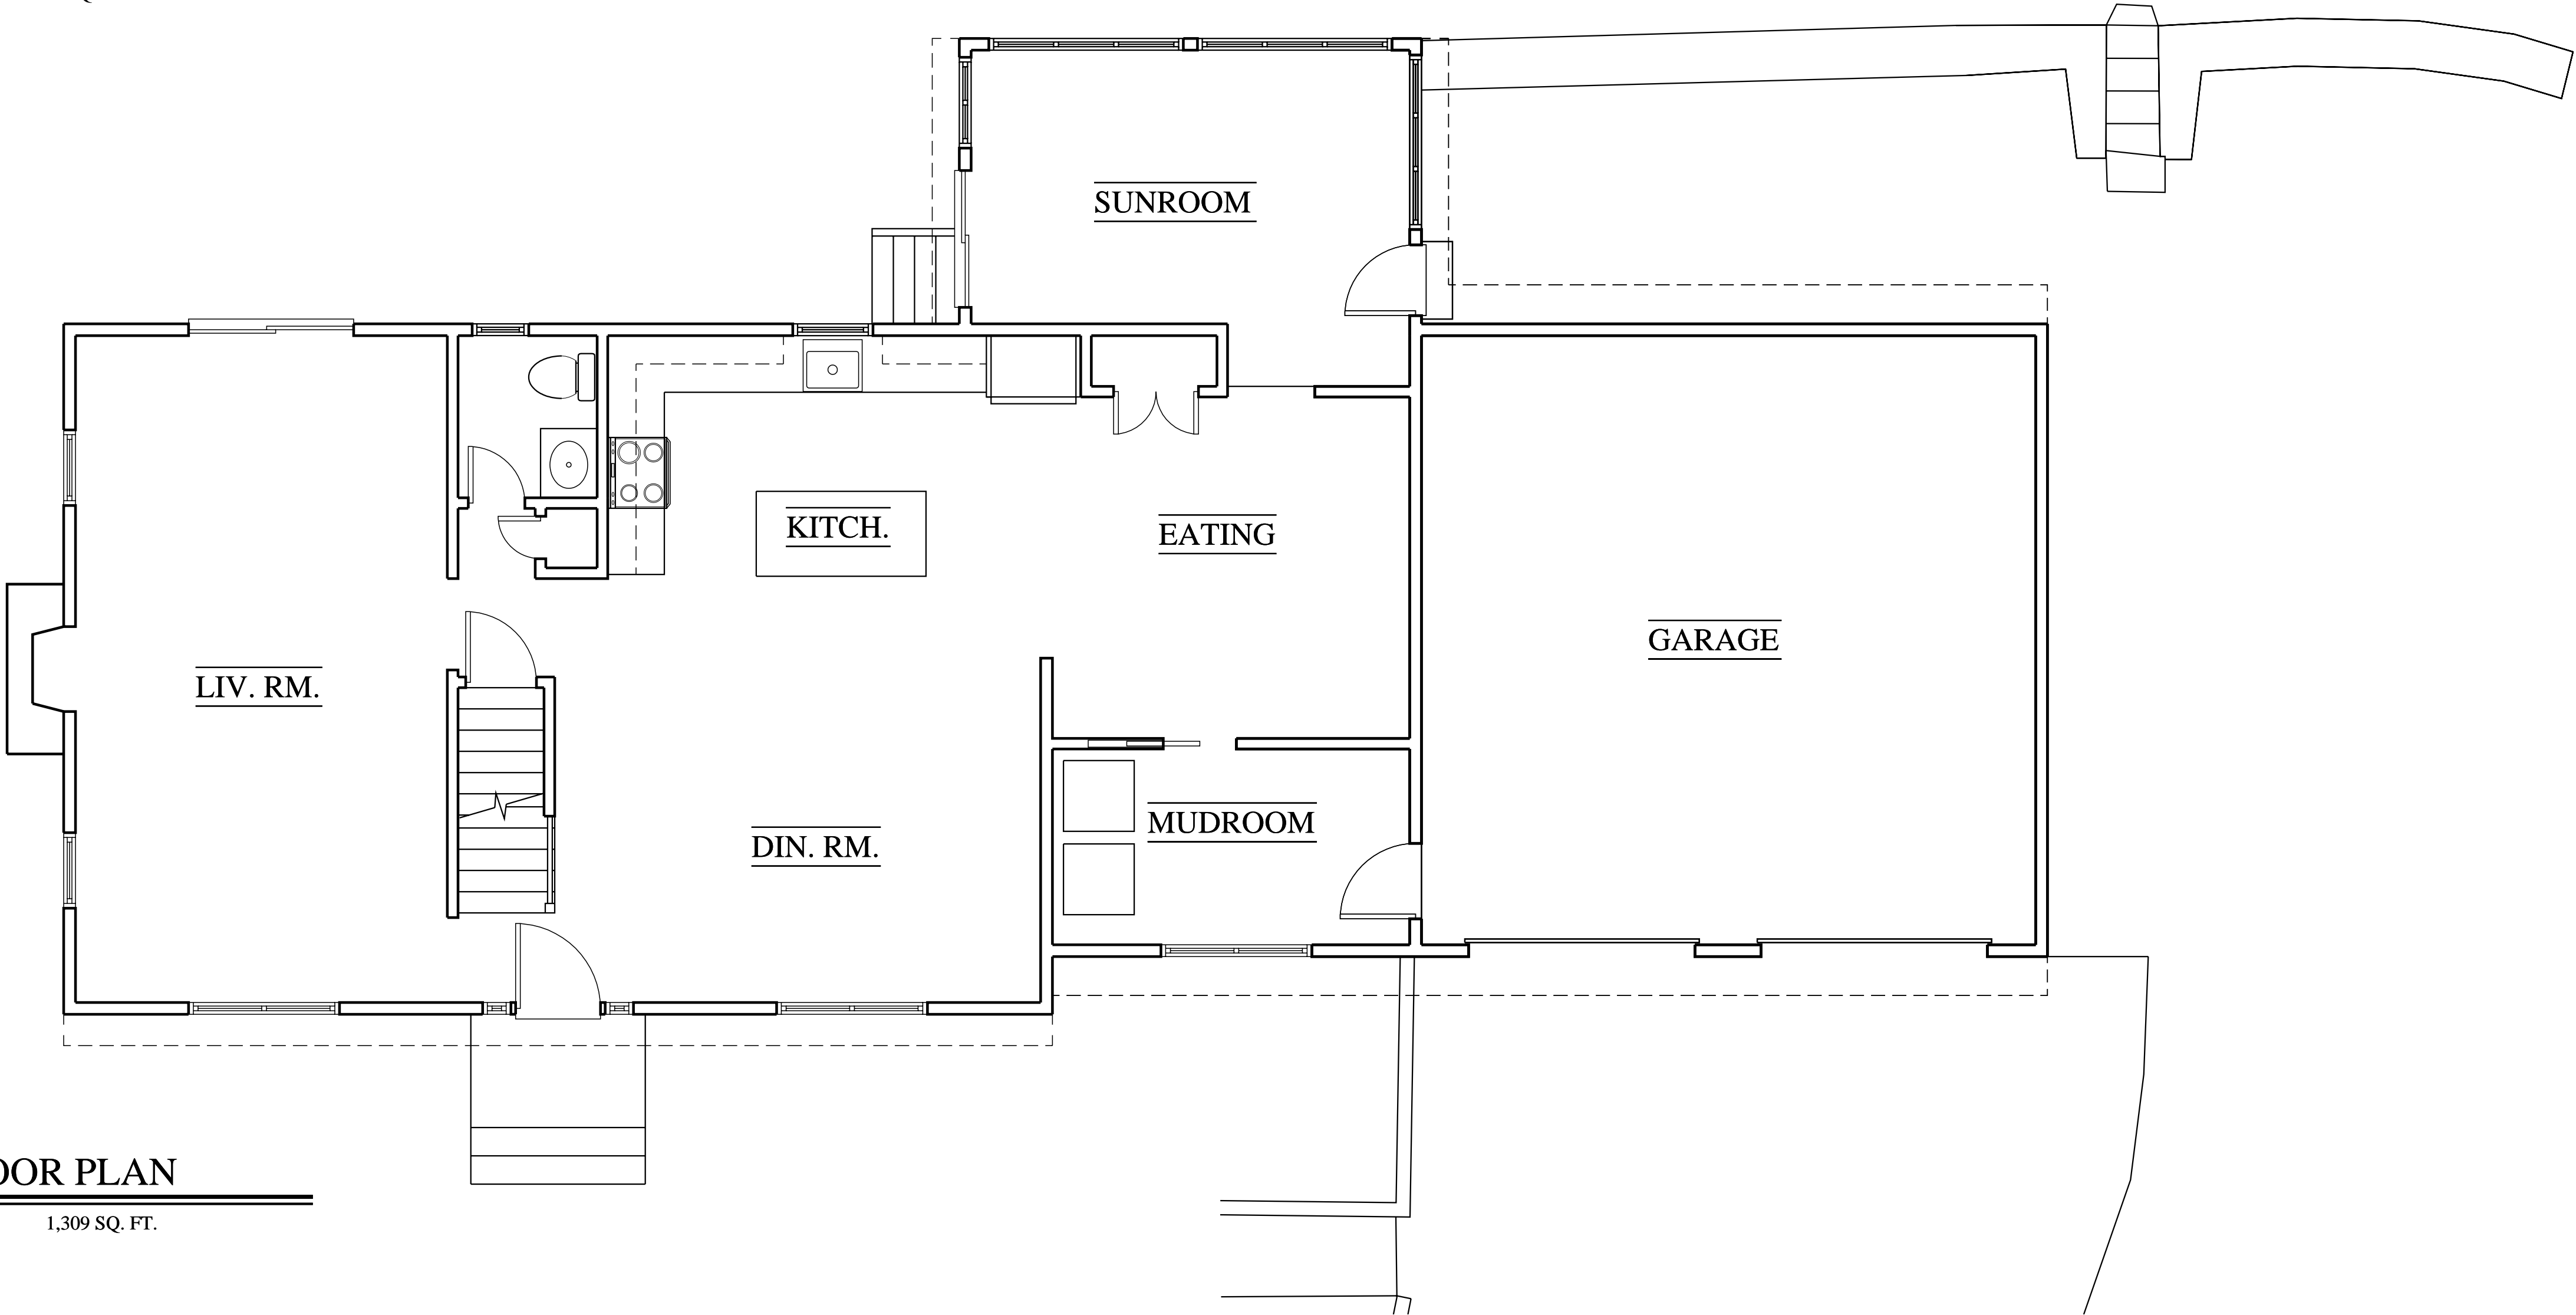 SUNROOM
KITCH.
EATING
GARAGE
LIV. RM.
MUDROOM
DIN. RM.
OOR PLAN
1,309 SQ. FT.